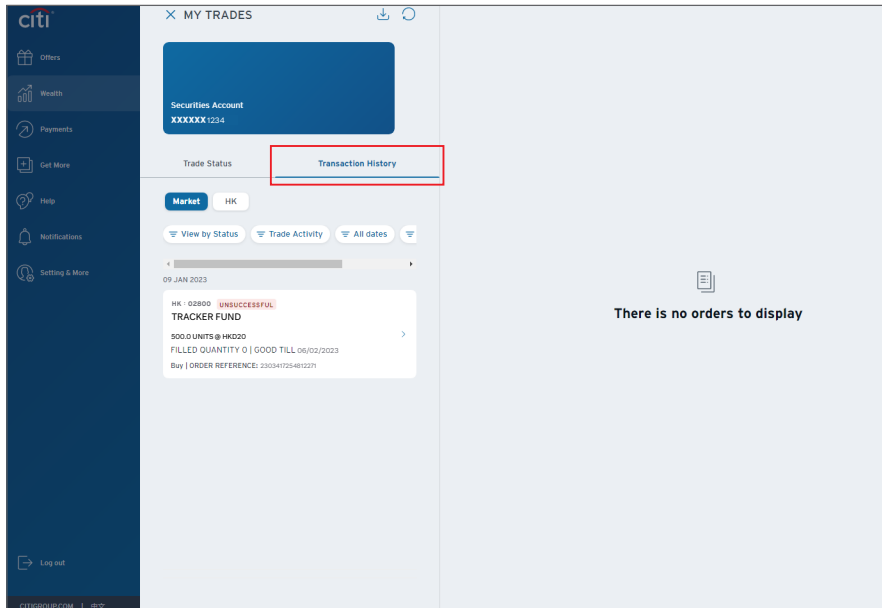 citi
Offers
Wealth
Payments
Get More
Help
Notifications
Setting & More
Log out
CITIGROUP.COM | 中文
MY TRADES
Securities Account
XXXXXX1234
Trade Status
Transaction History
Market
HK
View by Status
Trade Activity
All dates
09 JAN 2023
HK : 02800 UNSUCCESSFUL
TRACKER FUND
500.0 UNITS @ HKD20
FILLED QUANTITY 0 | GOOD TILL 06/02/2023
Buy | ORDER REFERENCE: 2303417254812271
There is no orders to display